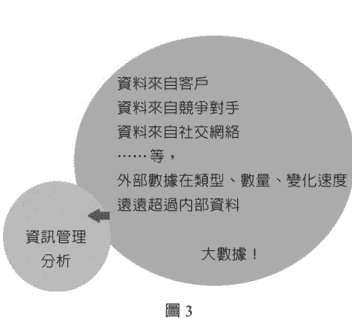 資料來自客戶
資料來自競爭對手
資料來自社交網絡
……等，
外部數據在類型、數量、變化速度
遠遠超過內部資料
大數據！
資訊管理
分析
圖 3